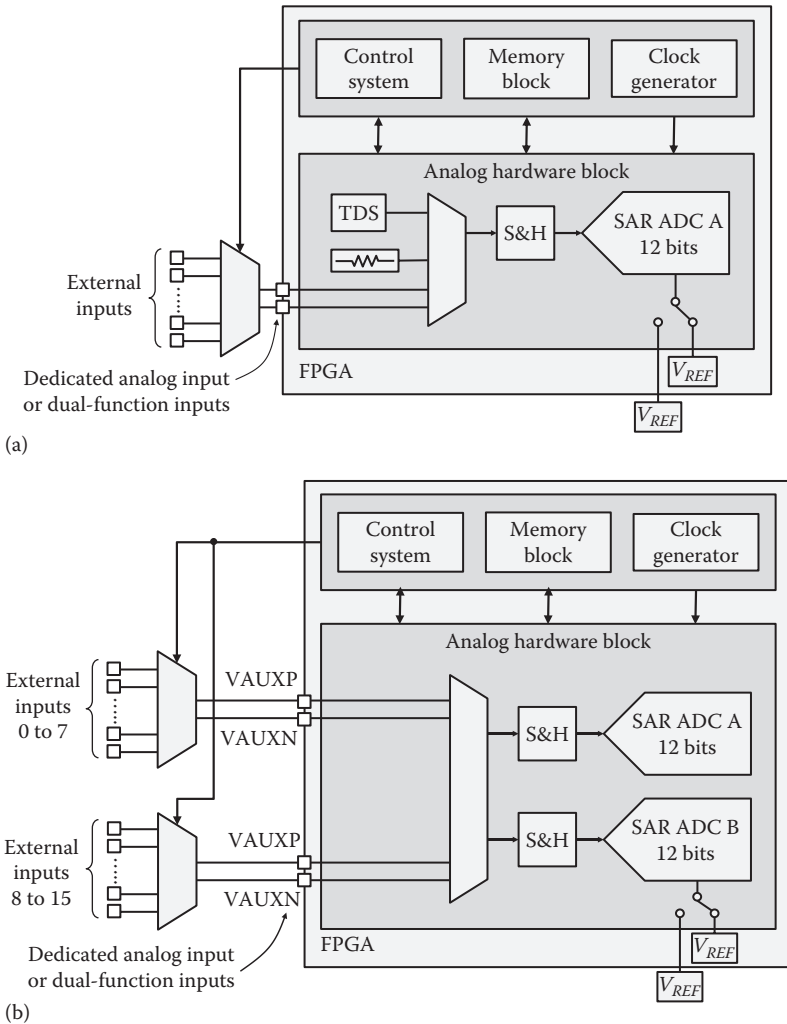 Control
system
Memory
block
Clock
generator
Analog hardware block
TDS
S&H
SAR ADC A
12 bits
External
inputs
Dedicated analog input
or dual-function inputs
FPGA
VREF
VREF
(a)
Control
system
Memory
block
Clock
generator
Analog hardware block
External
inputs
0 to 7
VAUXP
VAUXN
S&H
SAR ADC A
12 bits
External
inputs
8 to 15
VAUXP
VAUXN
S&H
SAR ADC B
12 bits
Dedicated analog input
or dual-function inputs
FPGA
VREF
VREF
(b)